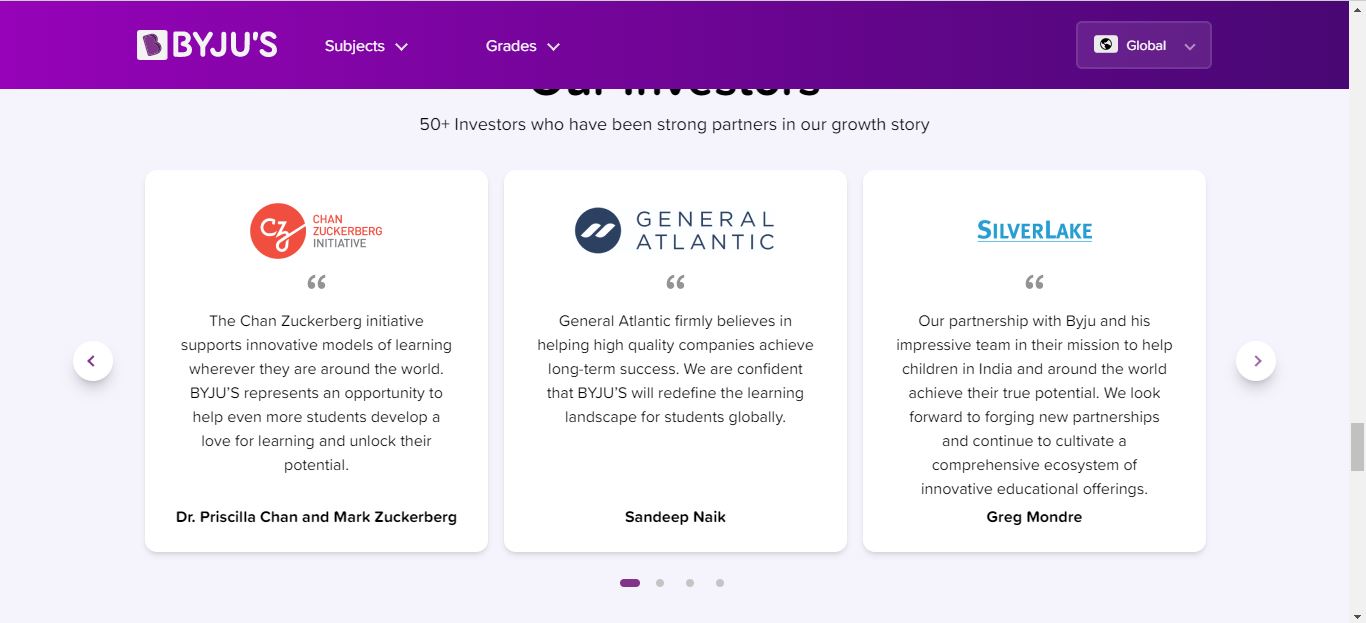 BYJU'S
Subjects
Grades
Global
Our Investors
50+ Investors who have been strong partners in our growth story
Cz
CHAN
ZUCKERBERG
INITIATIVE
“
The Chan Zuckerberg initiative
supports innovative models of learning
wherever they are around the world.
BYJU’S represents an opportunity to
help even more students develop a
love for learning and unlock their
potential.
Dr. Priscilla Chan and Mark Zuckerberg
GENERAL
ATLANTIC
“
General Atlantic firmly believes in
helping high quality companies achieve
long-term success. We are confident
that BYJU’S will redefine the learning
landscape for students globally.
Sandeep Naik
SILVERLAKE
“
Our partnership with Byju and his
impressive team in their mission to help
children in India and around the world
achieve their true potential. We look
forward to forging new partnerships
and continue to cultivate a
comprehensive ecosystem of
innovative educational offerings.
Greg Mondre